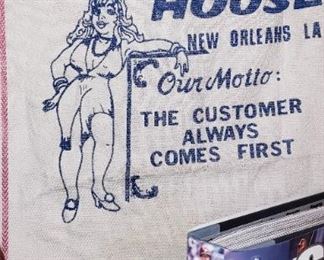 HOUSE
NEW ORLEANS LA
Our Motto:
THE CUSTOMER
ALWAYS
COMES FIRST